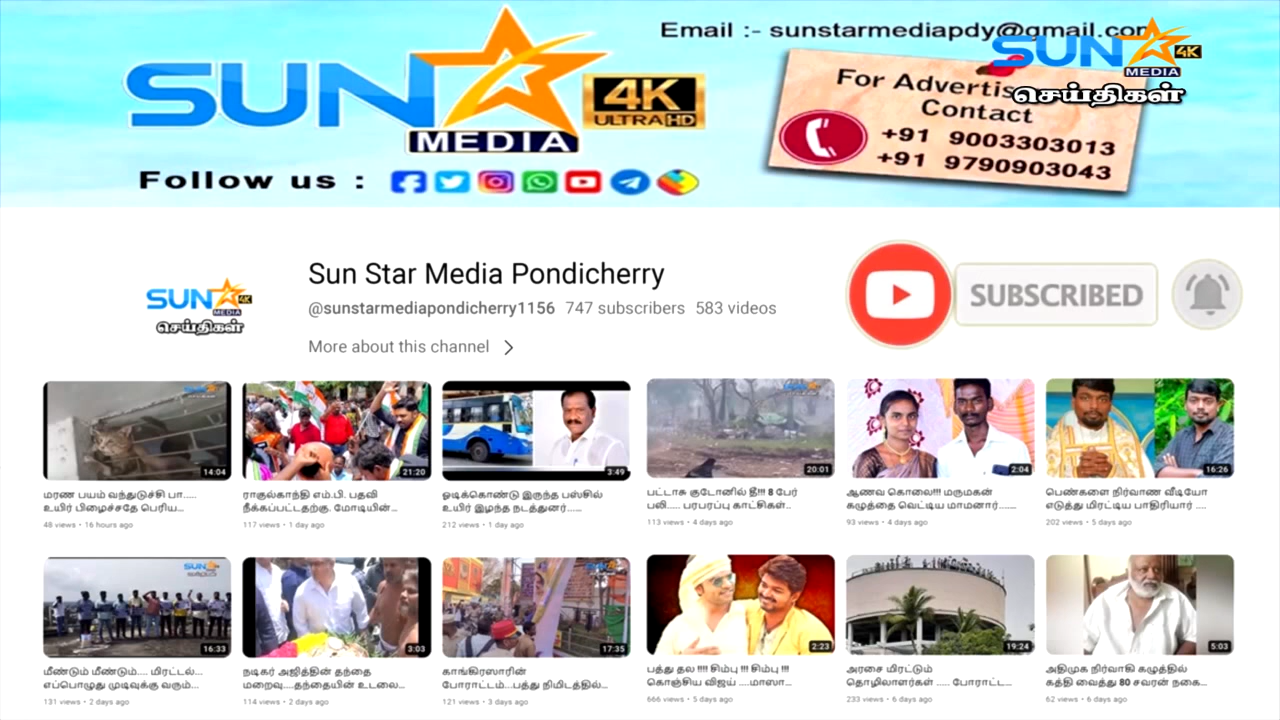 Email :- sunstarmediapdy@gmail.com
SUN
MEDIA
4K
ULTRA HD
SUN
4K
MEDIA
செய்திகள்
For Advertis
Contact
+91 9003303013
+91 9790903043
Follow us :
Sun Star Media Pondicherry
@sunstarmediapondicherry1156 747 subscribers 583 videos
More about this channel
SUN
4K
MEDIA
செய்திகள்
SUBSCRIBED
14:04
21:20
3:49
20:01
2:04
16:26
மரண பயம் வந்துடுச்சி பா.....
உயிர் பிழைச்சதே பெரிய...
48 views • 16 hours ago
ராகுல்காந்தி எம்.பி. பதவி
நீக்கப்பட்டதற்கு. மோடியின்...
117 views • 1 day ago
ஓடிக்கொண்டு இருந்த பஸ்சில்
உயிர் இழந்த நடத்துனர்...…
212 views • 1 day ago
பட்டாசு குடோனில் தீ!!! 8 பேர்
பலி..... பரபரப்பு காட்சிகள்..
113 views • 4 days ago
ஆணவ கொலை!!! மருமகன்
கழுத்தை வெட்டிய மாமனார்......
93 views • 4 days ago
பெண்களை நிர்வாண வீடியோ
எடுத்து மிரட்டிய பாதிரியார் ....
202 views • 5 days ago
16:33
3:03
17:35
2:23
19:24
5:03
மீண்டும் மீண்டும்.... மிரட்டல்...
எப்பொழுது முடிவுக்கு வரும்...
131 views • 2 days ago
நடிகர் அஜித்தின் தந்தை
மறைவு....தந்தையின் உடலை...
114 views • 2 days ago
காங்கிரஸாரின்
போராட்டம்...பத்து நிமிடத்தில்...
121 views • 3 days ago
பத்து தல !!!! சிம்பு !!! சிம்பு !!!
கொஞ்சிய விஜய் ....மாஸா...
666 views • 5 days ago
அரசை மிரட்டும்
தொழிலாளர்கள் ..... போராட்ட...
233 views • 6 days ago
அதிமுக நிர்வாகி கழுத்தில்
கத்தி வைத்து 80 சவரன் நகை...
62 views • 6 days ago